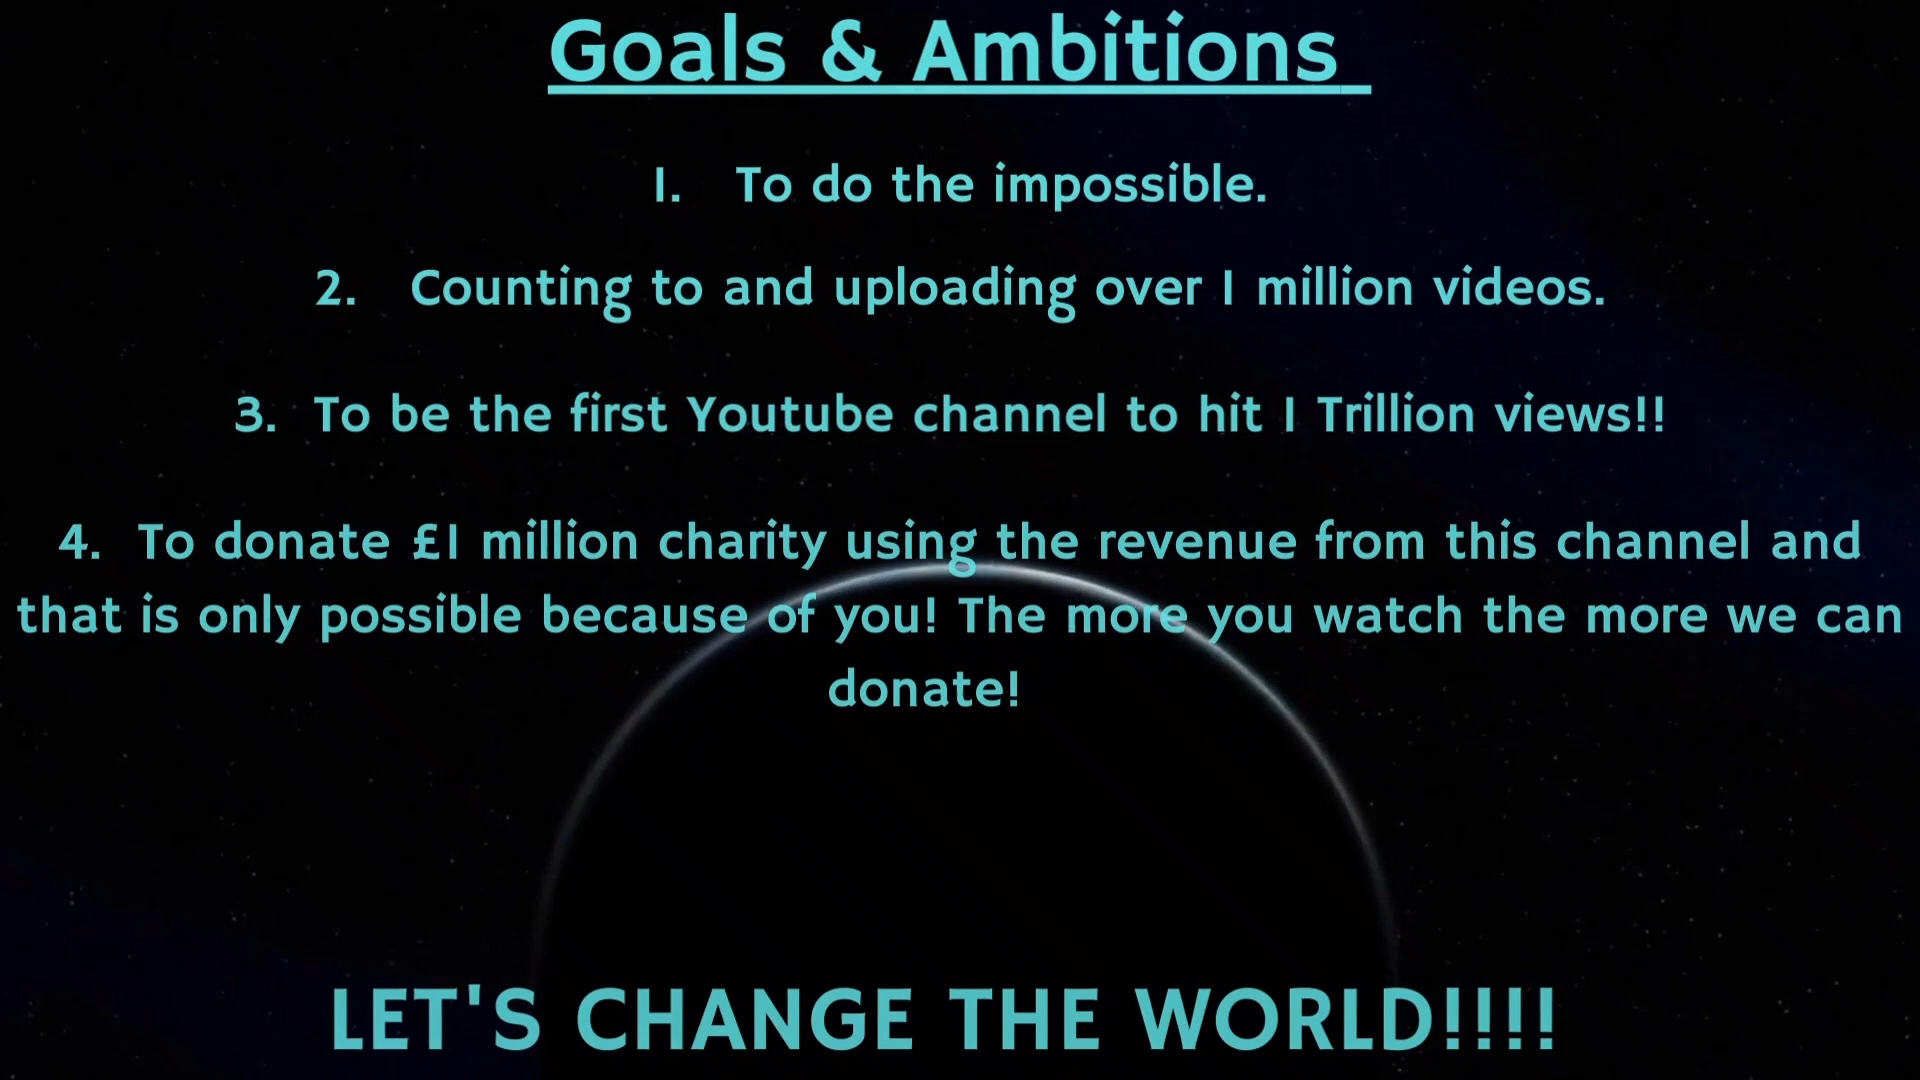 Goals & Ambitions
1. To do the impossible.
2. Counting to and uploading over 1 million videos.
3. To be the first Youtube channel to hit 1 Trillion views!!
4. To donate £1 million charity using the revenue from this channel and
that is only possible because of you! The more you watch the more we can
donate!
LET'S CHANGE THE WORLD!!!!